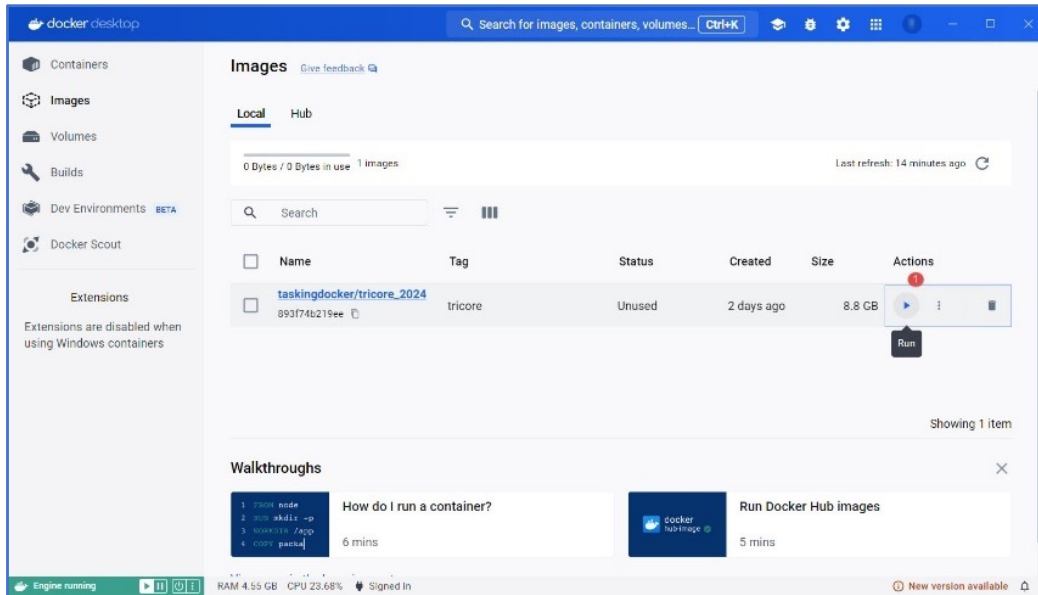 docker desktop
Search for images, containers, volumes... Ctrl+K
Containers
Images
Volumes
Builds
Dev Environments BETA
Docker Scout
Extensions
Extensions are disabled when
using Windows containers
Images Give feedback
Local Hub
0 Bytes / 0 Bytes in use 1 images
Last refresh: 14 minutes ago
Search
Name Tag Status Created Size Actions
1
taskingdocker/tricore_2024 tricore Unused 2 days ago 8.8 GB
893f74b219ee
Run
Showing 1 item
Walkthroughs
1 FROM node
2 RUN mkdir -p
3 WORKDIR /app
4 COPY packa
How do I run a container?
6 mins
docker
hub-image
Run Docker Hub images
5 mins
Engine running
RAM 4.55 GB CPU 23.68% Signed in
New version available